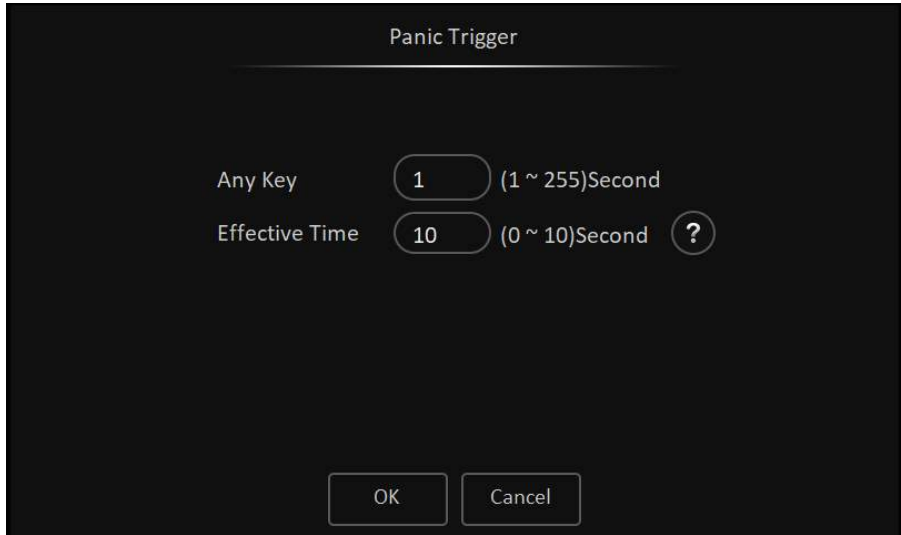 Panic Trigger
Any Key 1 (1 ~ 255)Second
Effective Time 10 (0 ~ 10)Second ?
OK Cancel